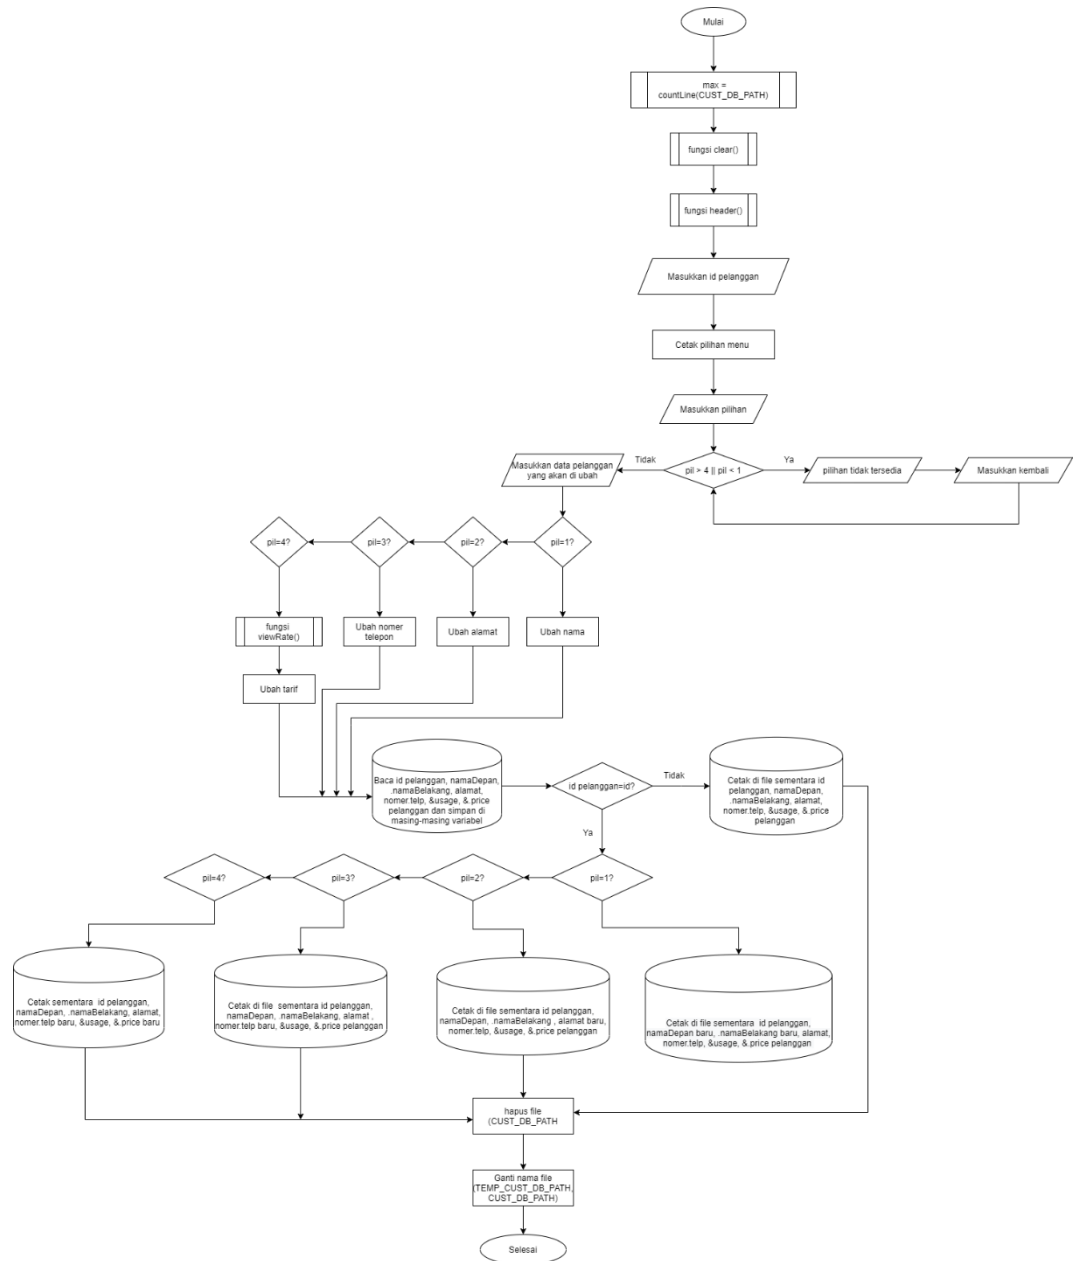 Mulai
max =
countLine(CUST_DB_PATH)
fungsi clear()
fungsi header()
Masukkan id pelanggan
Cetak pilihan menu
Masukkan pilihan
Masukkan data pelanggan
yang akan di ubah
Tidak
pil > 4 || pil < 1
Ya
pilihan tidak tersedia
Masukkan kembali
pil=4?
pil=3?
pil=2?
pil=1?
fungsi
viewRate()
Ubah nomer
telepon
Ubah alamat
Ubah nama
Ubah tarif
Baca id pelanggan, namaDepan,
.namaBelakang, alamat,
nomer.telp, &usage, &.price
pelanggan dan simpan di
masing-masing variabel
id pelanggan=id?
Tidak
Cetak di file sementara id
pelanggan, namaDepan,
.namaBelakang, alamat,
nomer.telp, &usage, &.price
pelanggan
Ya
pil=4?
pil=3?
pil=2?
pil=1?
Cetak sementara id pelanggan,
namaDepan, .namaBelakang, alamat,
nomer.telp baru, &usage, &.price baru
Cetak di file sementara id pelanggan,
namaDepan, .namaBelakang, alamat ,
nomer.telp baru, &usage, &.price pelanggan
Cetak di file sementara id pelanggan,
namaDepan, .namaBelakang , alamat baru,
nomer.telp, &usage, &.price pelanggan
Cetak di file sementara id pelanggan,
namaDepan baru, .namaBelakang baru, alamat,
nomer.telp, &usage, &.price pelanggan
hapus file
(CUST_DB_PATH
Ganti nama file
(TEMP_CUST_DB_PATH,
CUST_DB_PATH)
Selesai